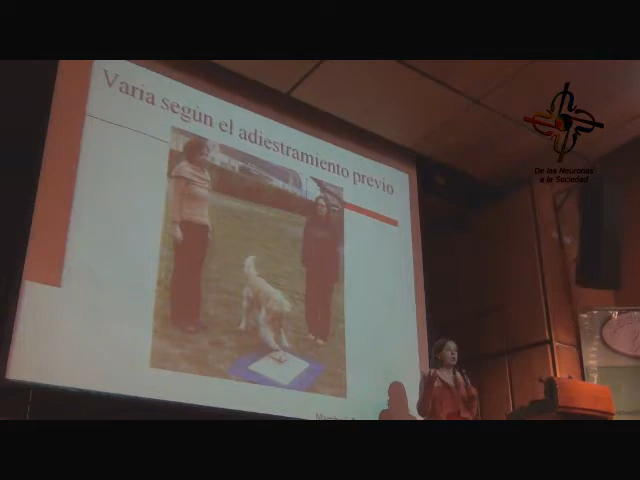 Varía según el adiestramiento previo
De las Neuronas
a la Sociedad